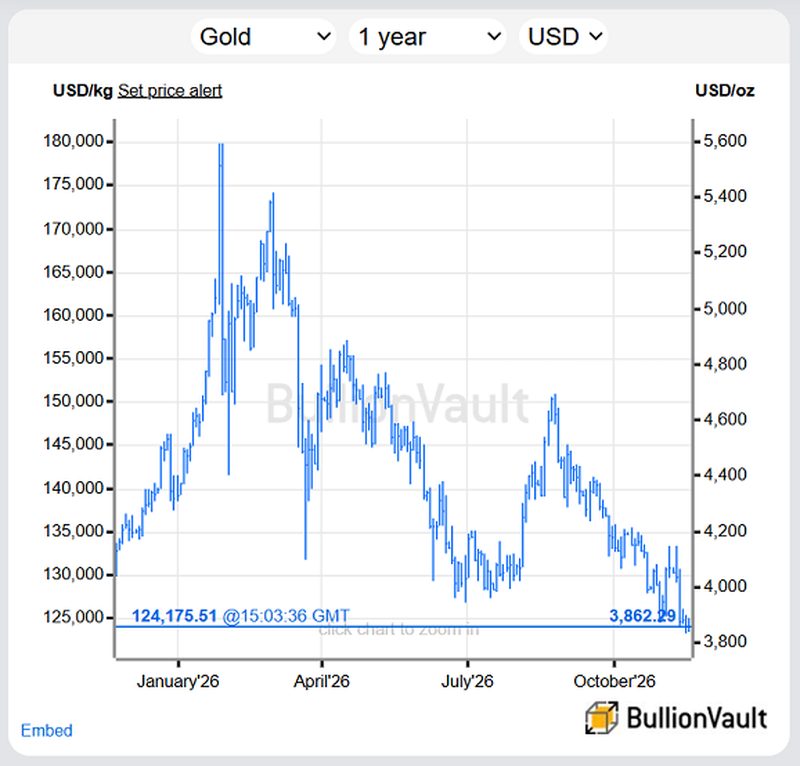 Gold 1 year USD
USD/kg Set price alert USD/oz
180,000 5,600
175,000 5,400
170,000
165,000 5,200
160,000 5,000
155,000 4,800
150,000
145,000 4,600
140,000 4,400
135,000 4,200
130,000 4,000
125,000 3,800
BullionVault
124,175.51 @15:03:36 GMT 3,862.29
click chart to zoom in
January'26 April'26 July'26 October'26
Embed
BullionVault